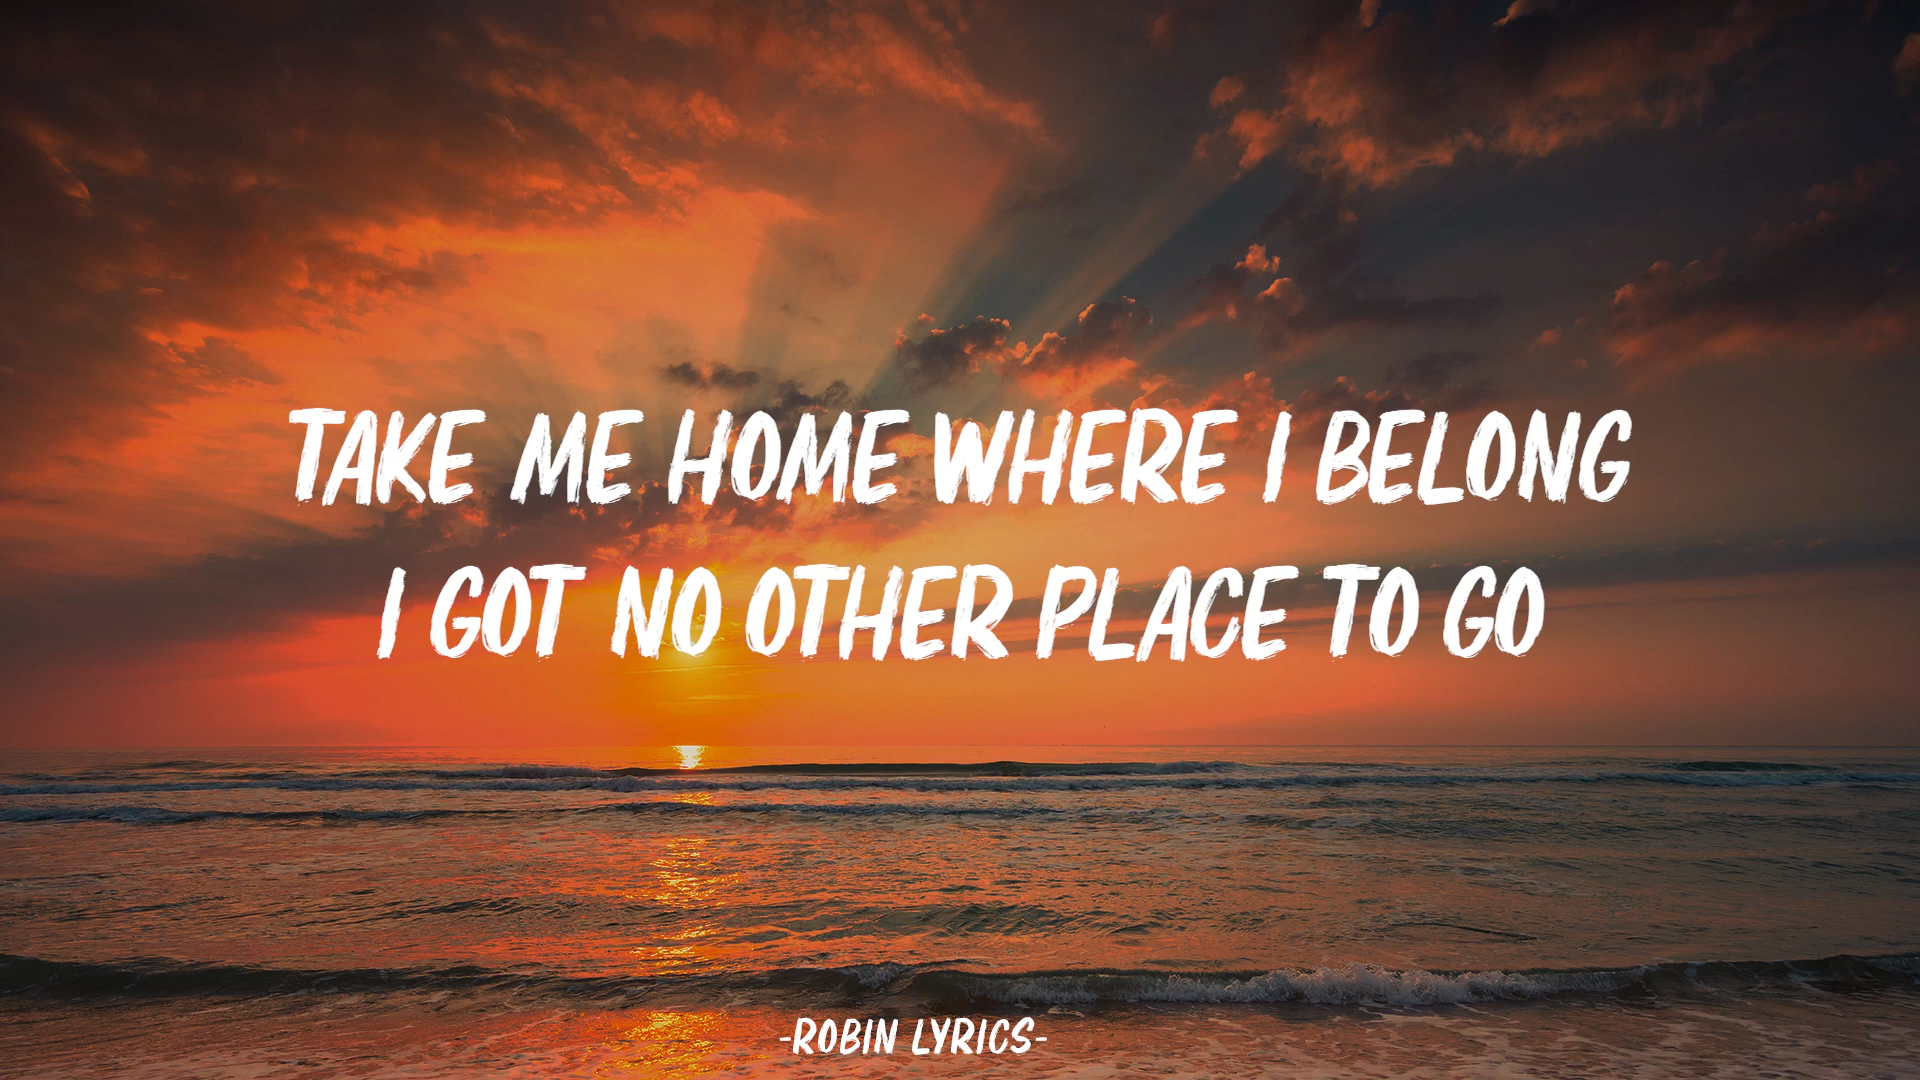 TAKE ME HOME WHERE I BELONG
I GOT NO OTHER PLACE TO GO
-ROBIN LYRICS-